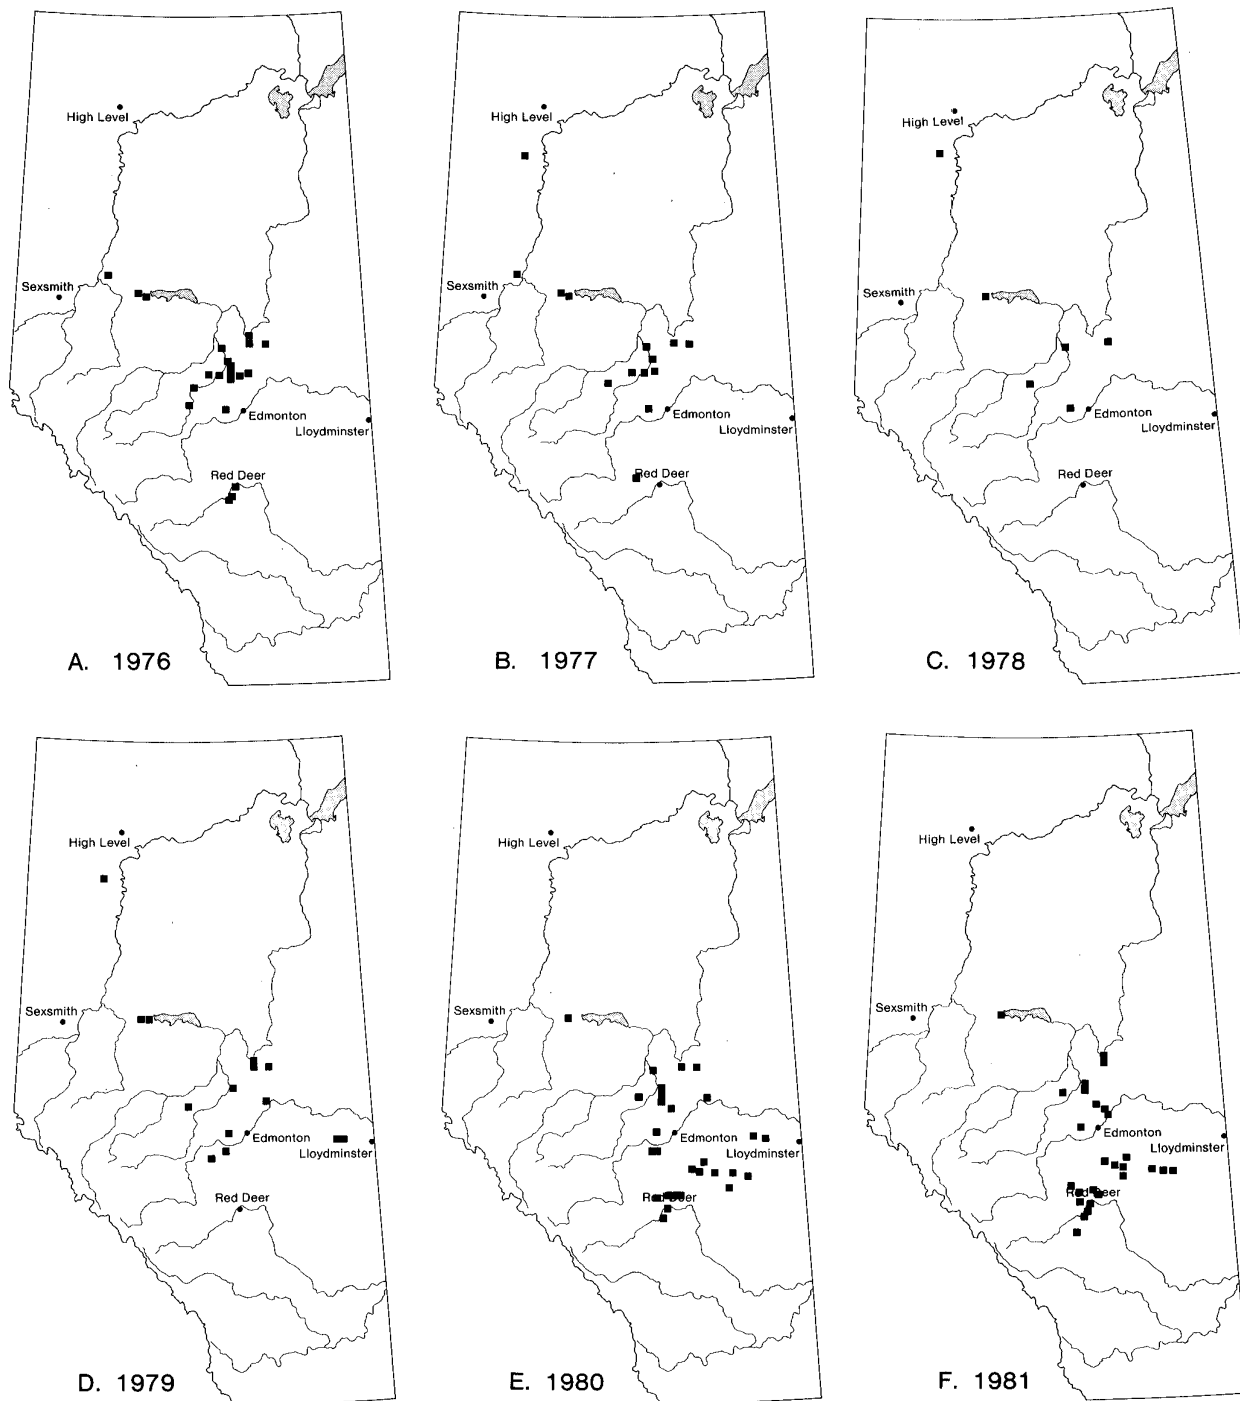 High Level
Sexsmith
Edmonton
Lloydminster
Red Deer
A. 1976
High Level
Sexsmith
Edmonton
Lloydminster
Red Deer
B. 1977
High Level
Sexsmith
Edmonton
Lloydminster
Red Deer
C. 1978
High Level
Sexsmith
Edmonton
Lloydminster
Red Deer
D. 1979
High Level
Sexsmith
Edmonton
Lloydminster
Red Deer
E. 1980
High Level
Sexsmith
Edmonton
Lloydminster
Red Deer
F. 1981